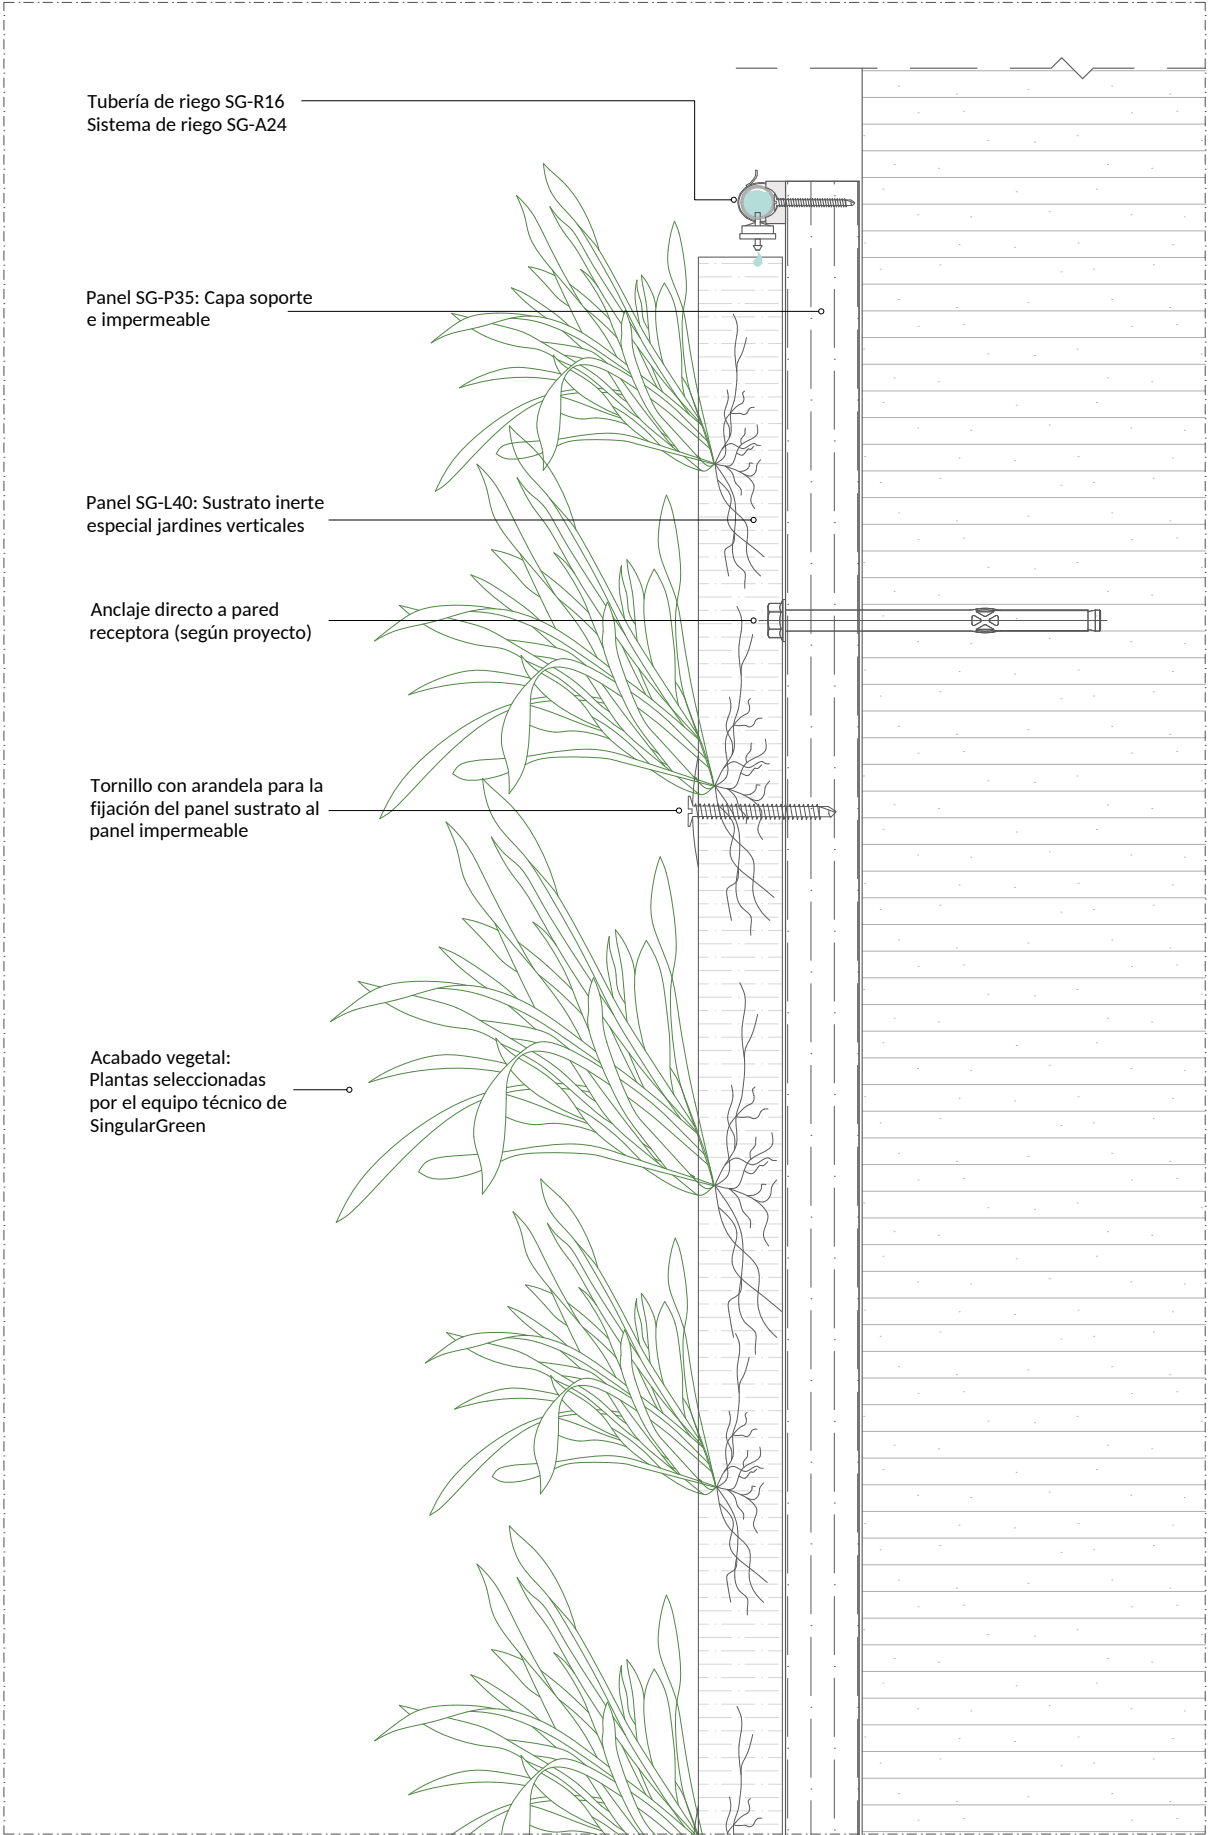 Tubería de riego SG-R16
Sistema de riego SG-A24
Panel SG-P35: Capa soporte
e impermeable
Panel SG-L40: Sustrato inerte
especial jardines verticales
Anclaje directo a pared
receptora (según proyecto)
Tornillo con arandela para la
fijación del panel sustrato al
panel impermeable
Acabado vegetal:
Plantas seleccionadas
por el equipo técnico de
SingularGreen